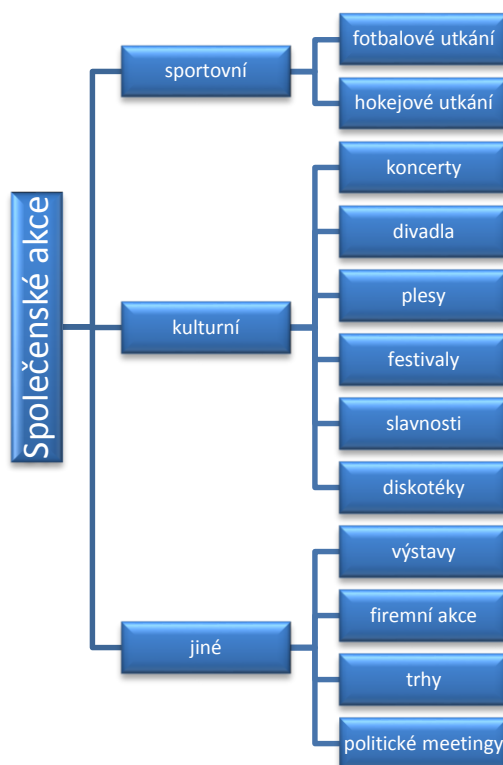 Společenské akce
sportovní
fotbalové utkání
hokejové utkání
kulturní
koncerty
divadla
plesy
festivaly
slavnosti
diskotéky
jiné
výstavy
firemní akce
trhy
politické meetingy